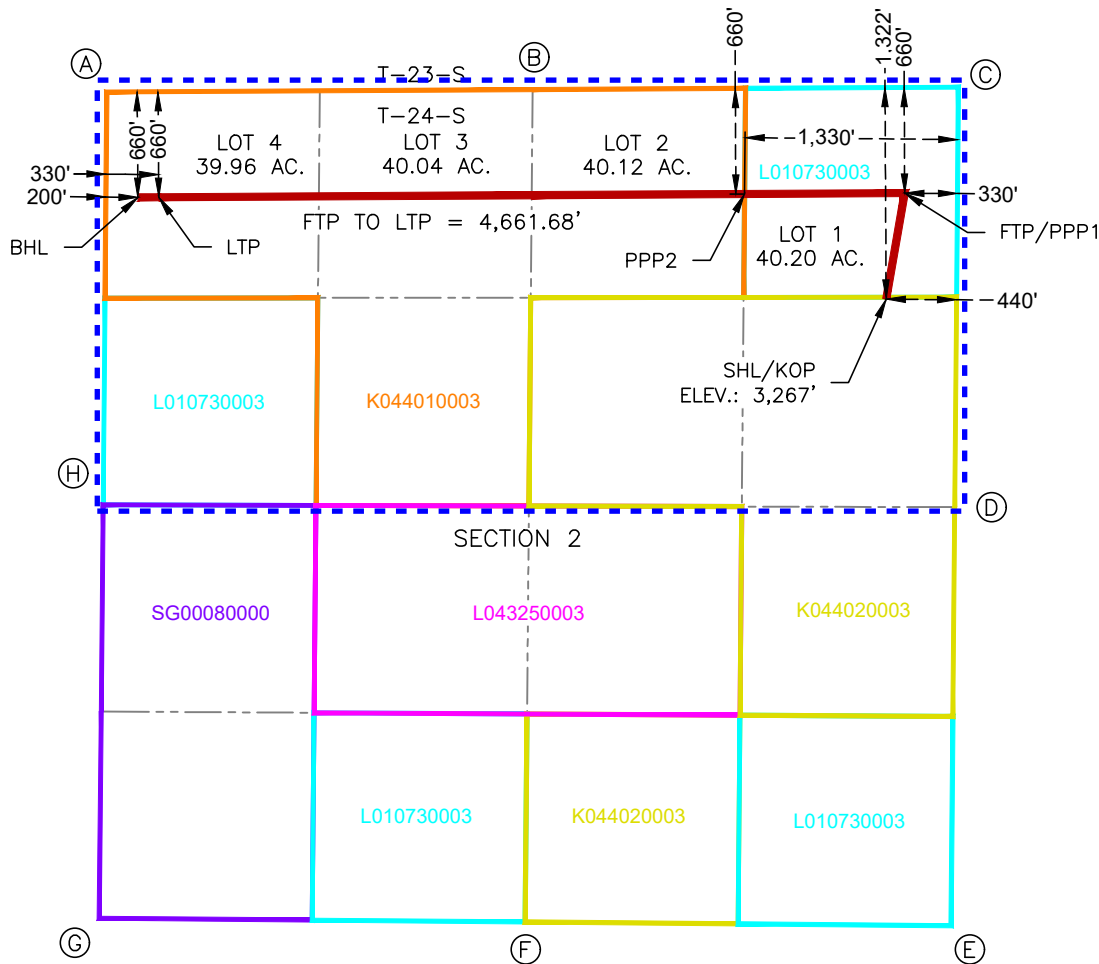 A
B
C
T-23-S
T-24-S
660'
1,322'
660'
660'
660'
LOT 4
39.96 AC.
LOT 3
40.04 AC.
LOT 2
40.12 AC.
1,330'
L010730003
330'
200'
330'
BHL
LTP
FTP TO LTP = 4,661.68'
PPP2
LOT 1
40.20 AC.
FTP/PPP1
440'
SHL/KOP
ELEV.: 3,267'
L010730003
K044010003
H
D
SECTION 2
SG00080000
L043250003
K044020003
L010730003
K044020003
L010730003
G
F
E